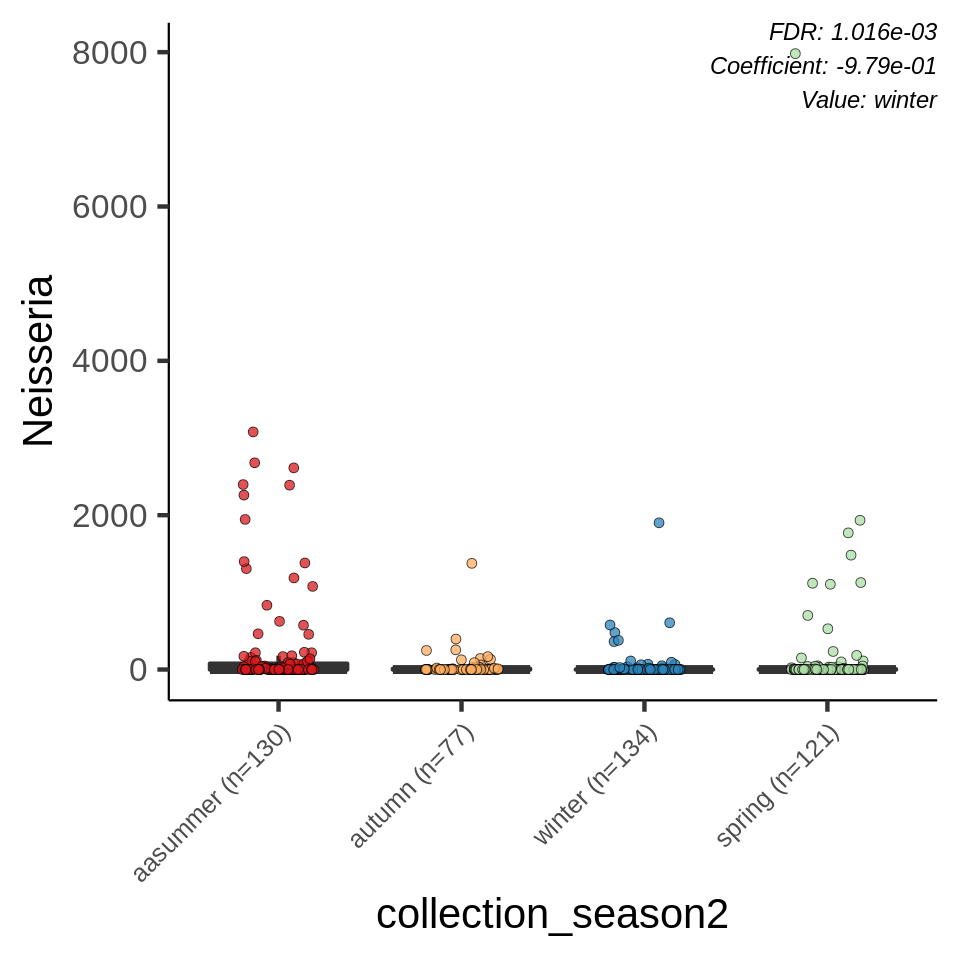 FDR: 1.016e-03
Coefficient: -9.79e-01
Value: winter
8000
6000
4000
2000
0
Neisseria
aasummer (n=130)
autumn (n=77)
winter (n=134)
spring (n=121)
collection_season2